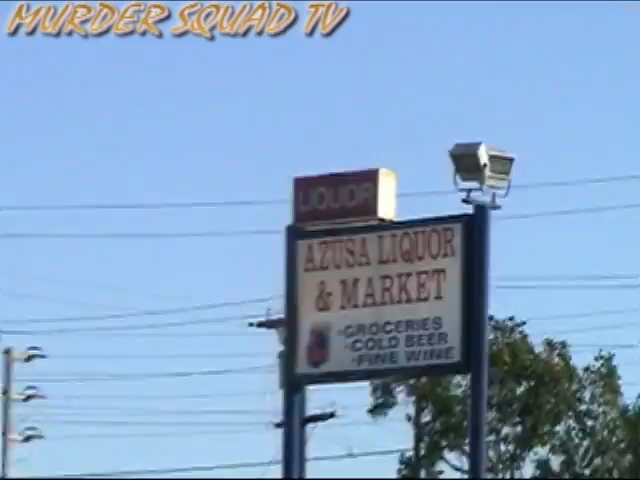 MURDER SQUAD TV
LIQUOR
AZUSA LIQUOR
& MARKET
•GROCERIES
•COLD BEER
•FINE WINE